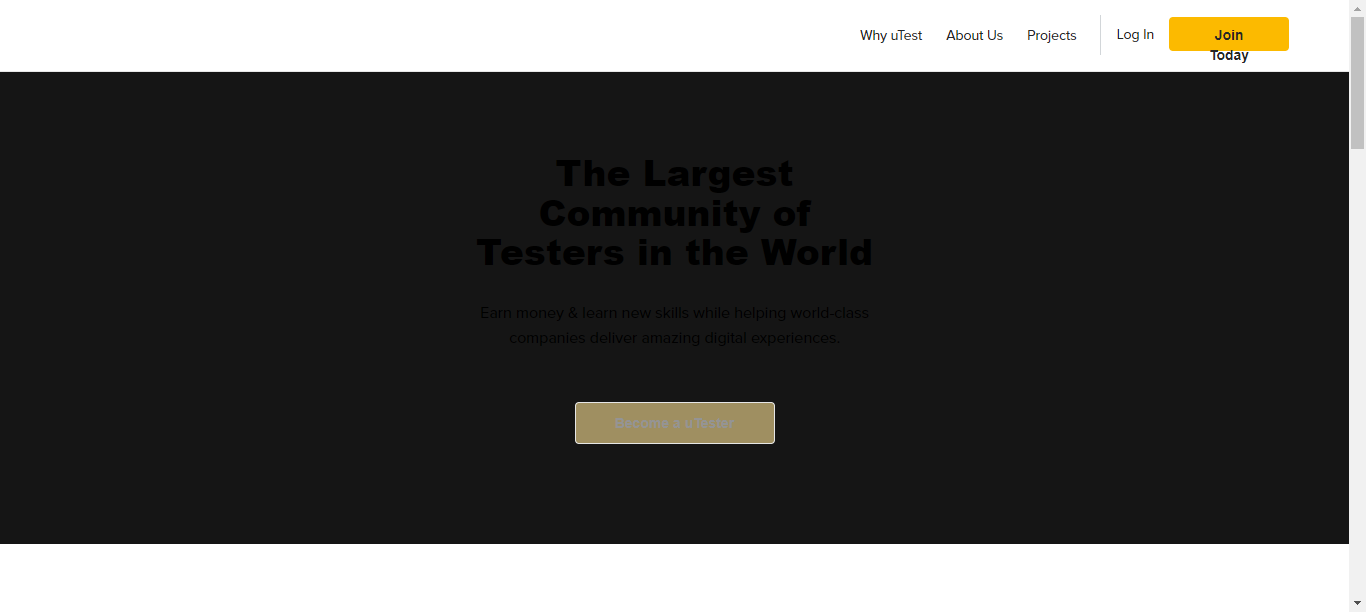 Why uTest About Us Projects Log In Join
Today
The Largest
Community of
Testers in the World
Earn money & learn new skills while helping world-class
companies deliver amazing digital experiences.
Become a uTester